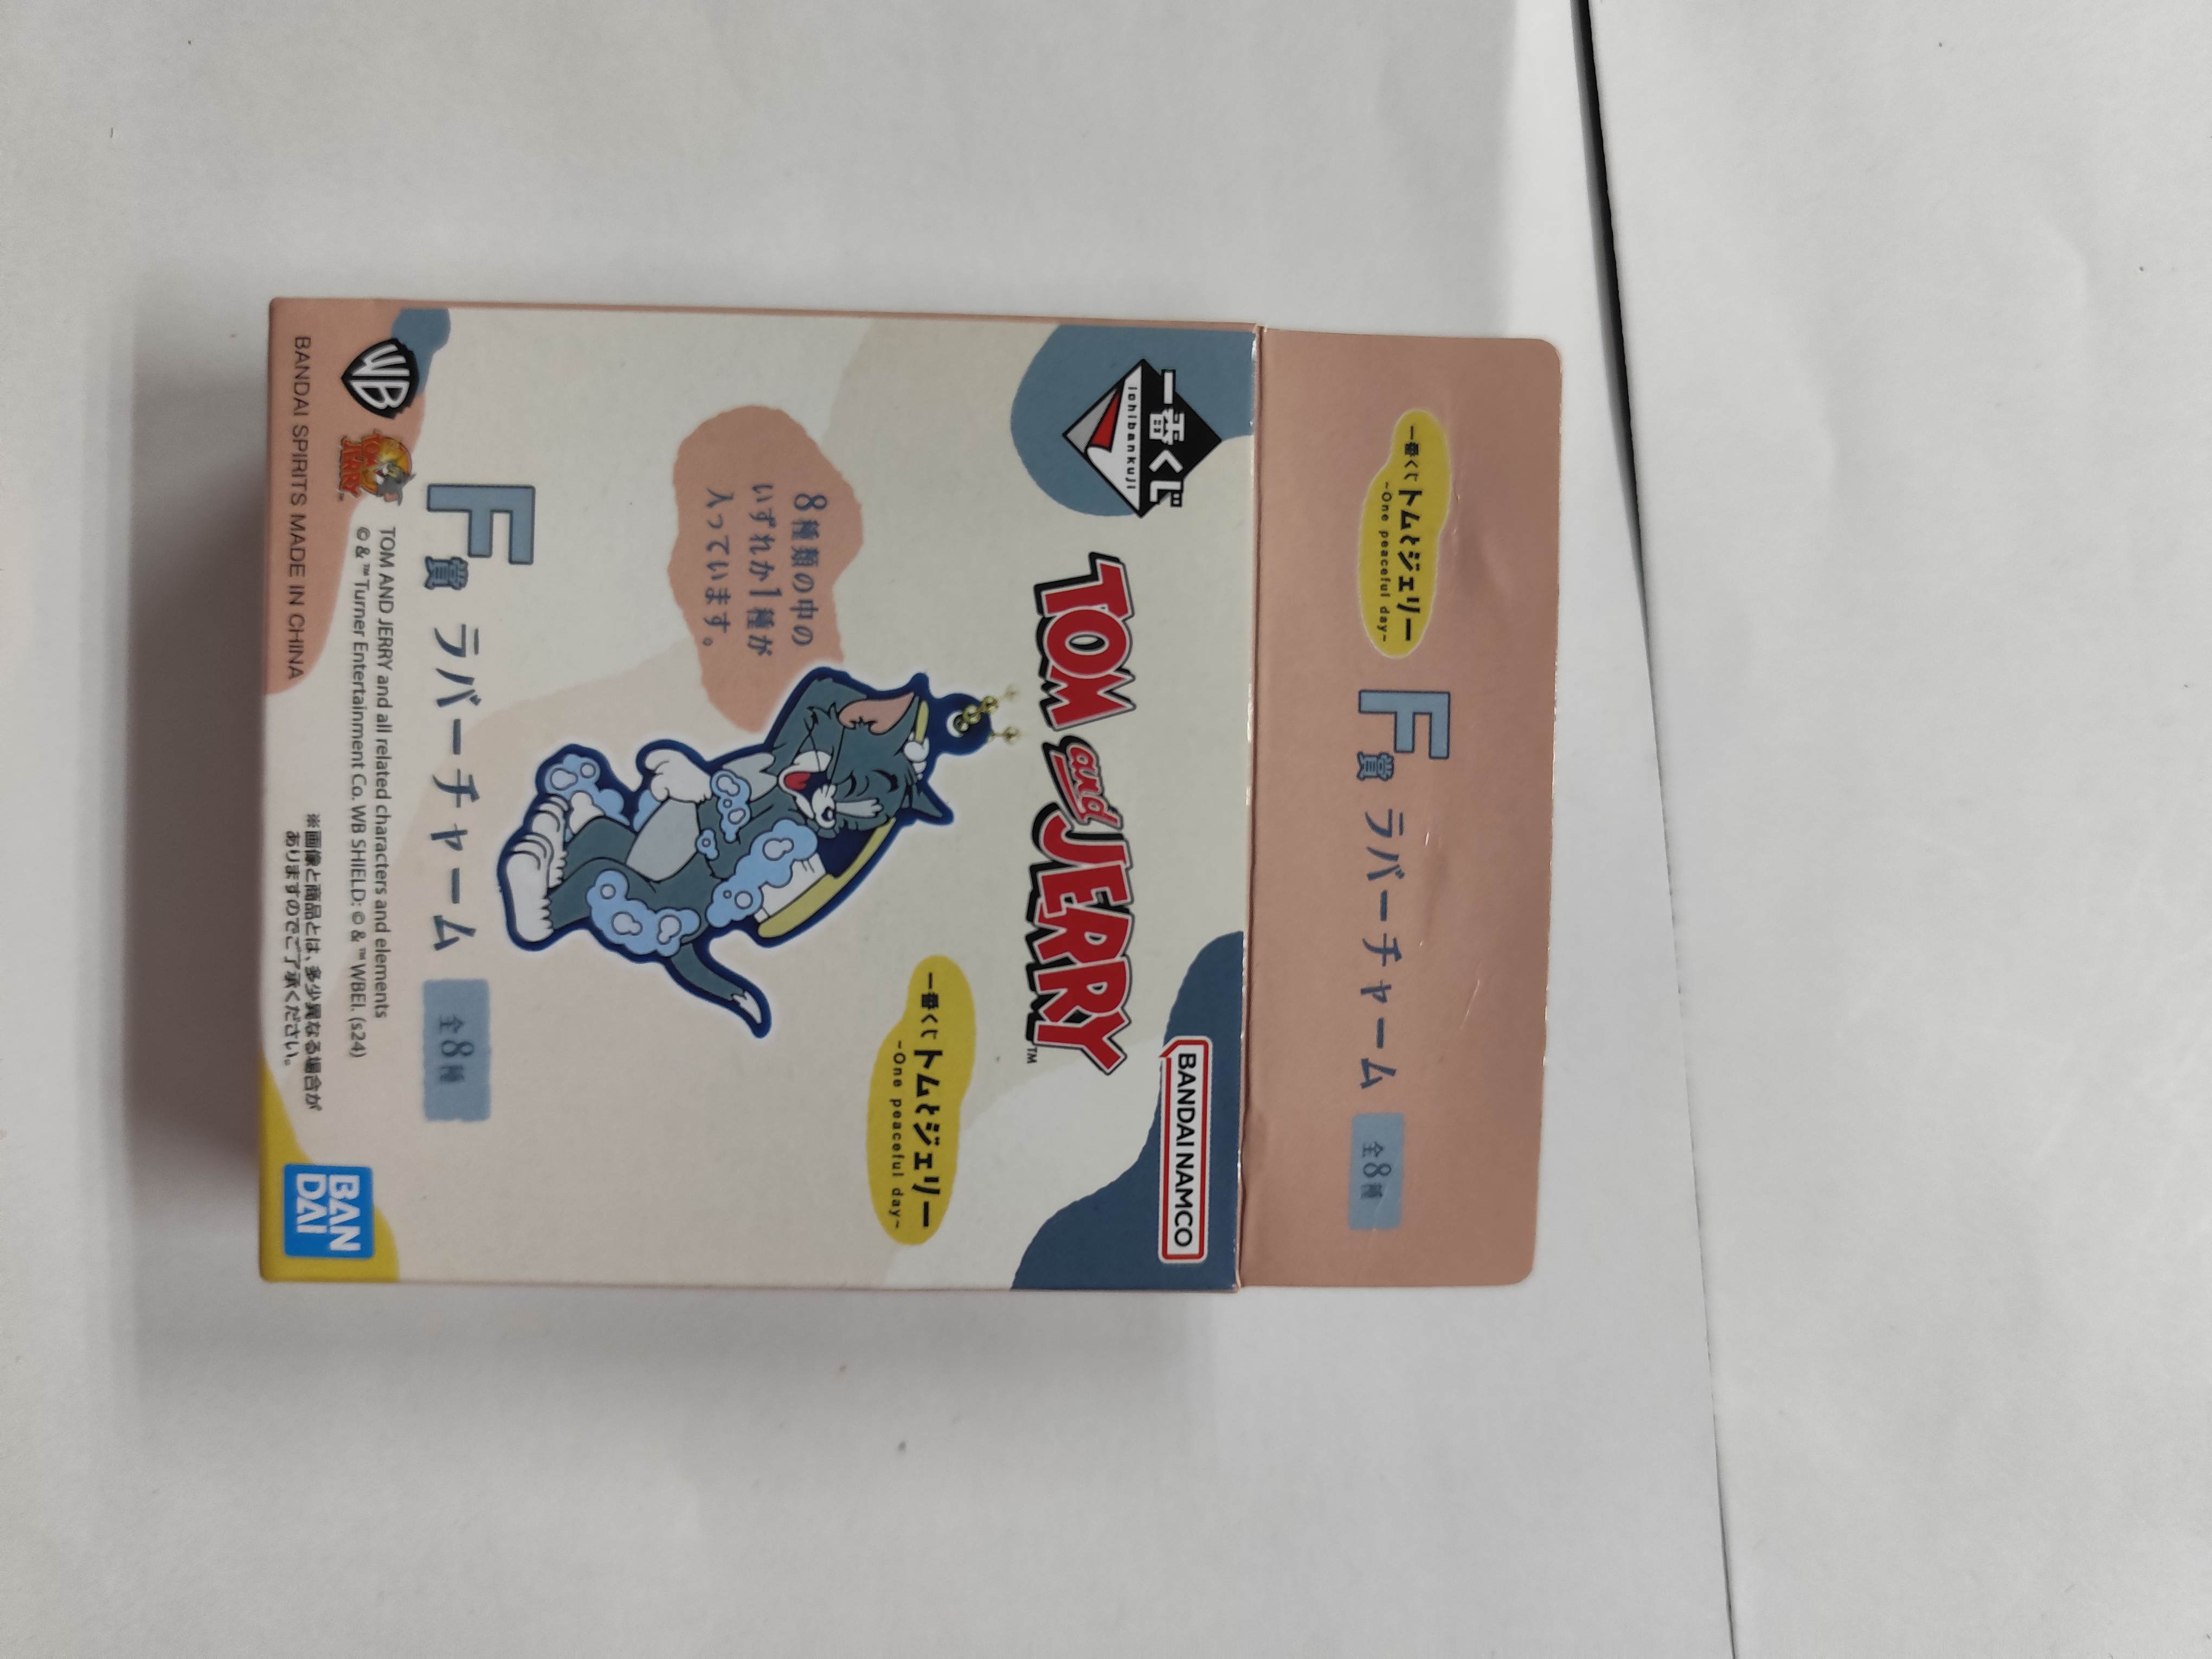 一番くじ トムとジェリー
~One peaceful day~
F賞 ラバーチャーム 全8種
一番くじ
ichibankuji
BANDAI NAMCO
TOM and JERRY™
一番くじ トムとジェリー
~One peaceful day~
8種類の中の
いずれか1種が
入っています。
F賞 ラバーチャーム 全8種
WB
TOM AND JERRY
TOM AND JERRY and all related characters and elements
© & ™ Turner Entertainment Co. WB SHIELD: © & ™ WBEI. (s24)
※画像と商品とは、多少異なる場合が
ありますのでご了承ください。
BANDAI SPIRITS MADE IN CHINA
BAN
DAI